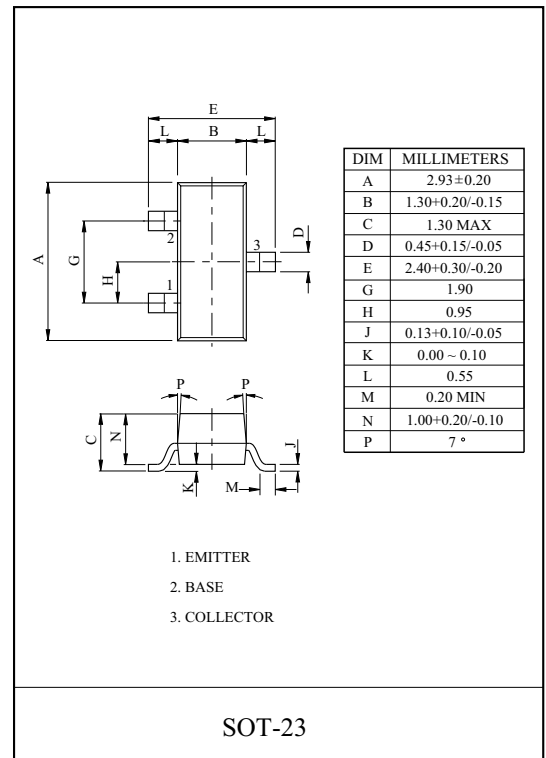 E
L B L
A
G
H
2
1
3
D
DIM MILLIMETERS
A 2.93±0.20
B 1.30+0.20/-0.15
C 1.30 MAX
D 0.45+0.15/-0.05
E 2.40+0.30/-0.20
G 1.90
H 0.95
J 0.13+0.10/-0.05
K 0.00 ~ 0.10
L 0.55
M 0.20 MIN
N 1.00+0.20/-0.10
P 7 °
P P
C
N
K
M
J
1. EMITTER
2. BASE
3. COLLECTOR
SOT-23